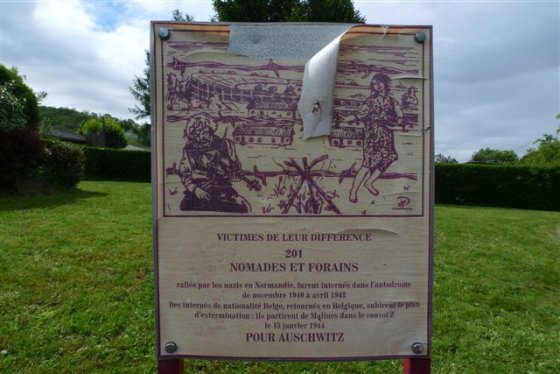 VICTIMES DE LEUR DIFFERENCE
201
NOMADES ET FORAINS
raflés par les nazis en Normandie, furent internés dans l'autodrome
de novembre 1940 à avril 1942
Des internés de nationalité Belge, retournés en Belgique, subirent le plan
d'extermination : ils partirent de Malines dans le convoi Z
le 15 janvier 1944
POUR AUSCHWITZ